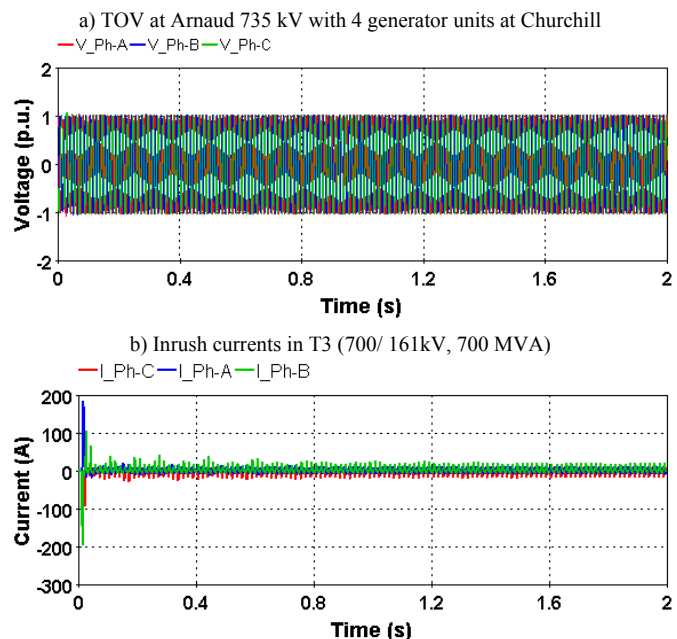 a) TOV at Arnaud 735 kV with 4 generator units at Churchill
V_Ph-A V_Ph-B V_Ph-C
2
1
0
-1
-2
Voltage (p.u.)
0 0.4 0.8 1.2 1.6 2
Time (s)
b) Inrush currents in T3 (700/ 161kV, 700 MVA)
I_Ph-C I_Ph-A I_Ph-B
200
100
0
-100
-200
-300
Current (A)
0 0.4 0.8 1.2 1.6 2
Time (s)